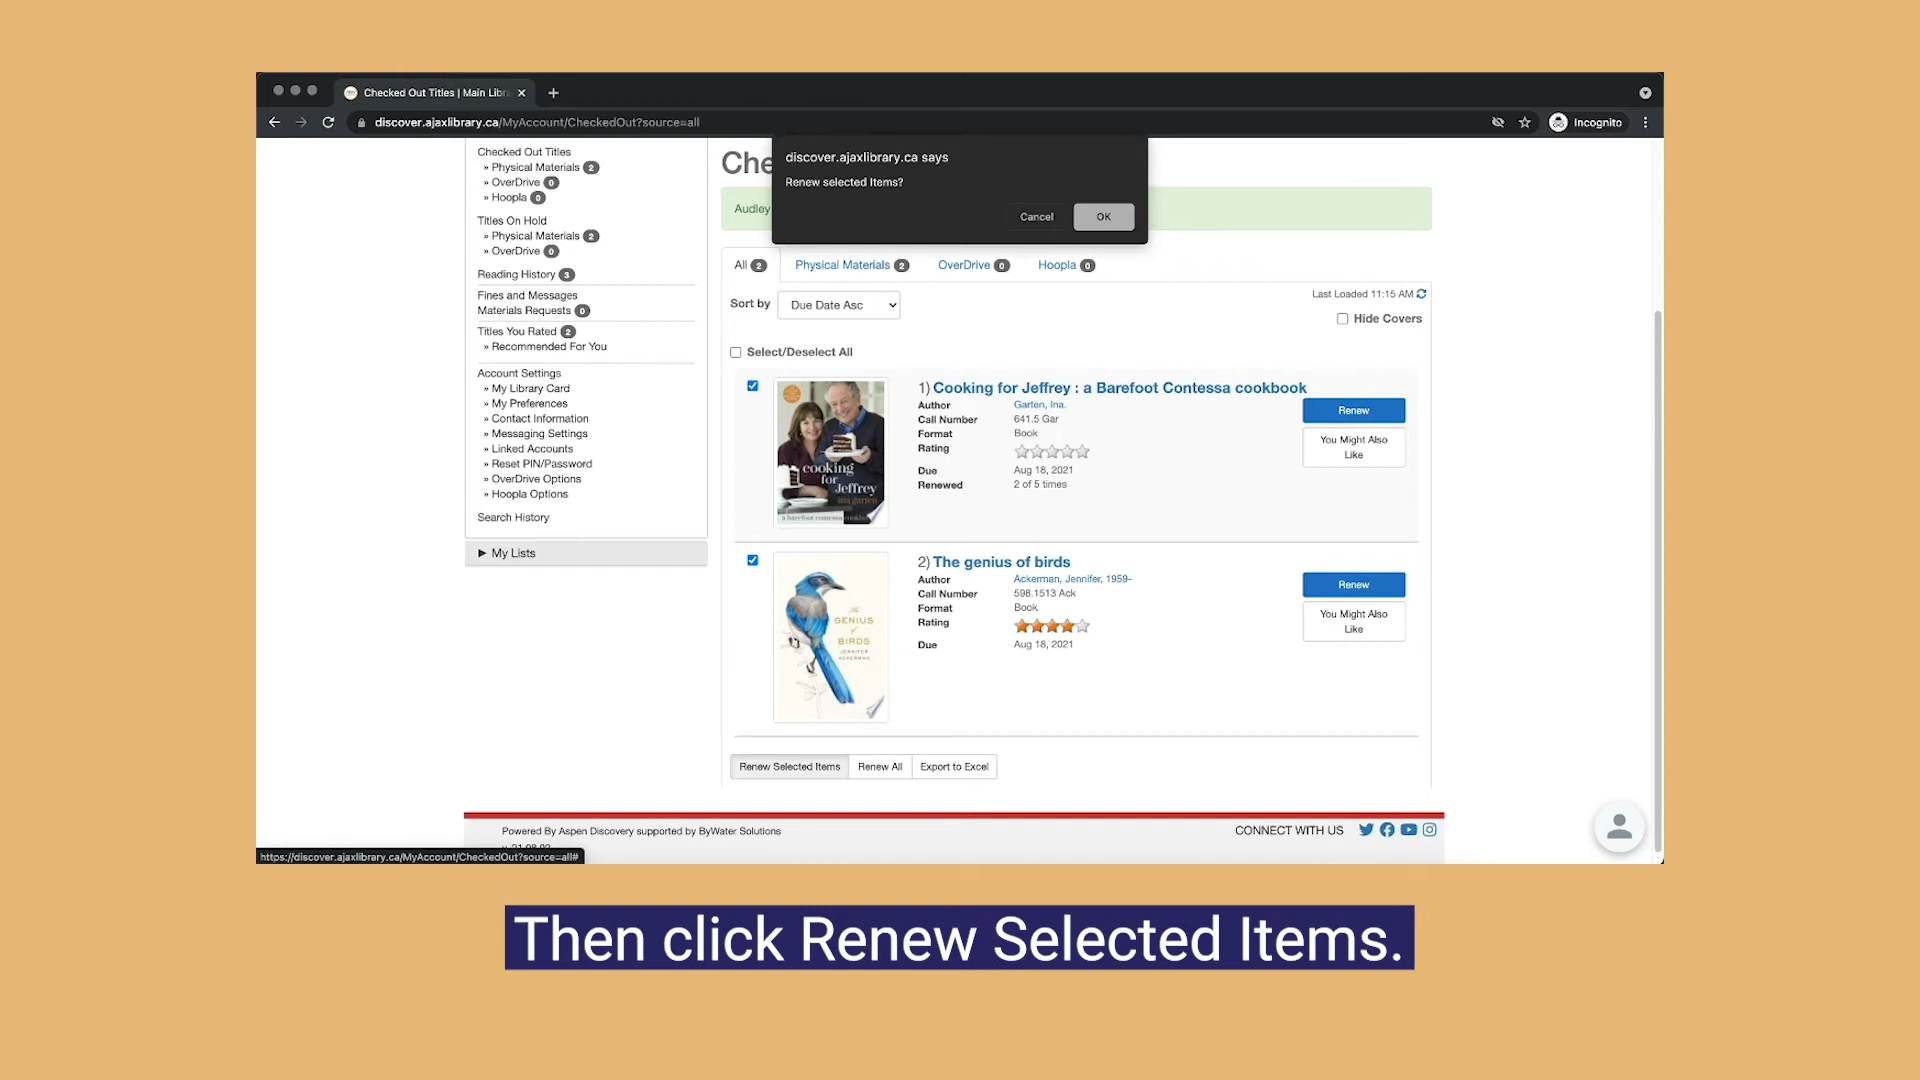 Checked Out Titles | Main Libr
discover.ajaxlibrary.ca/MyAccount/CheckedOut?source=all
Incognito
discover.ajaxlibrary.ca says
Renew selected Items?
Cancel
OK
Checked Out Titles
» Physical Materials 2
» OverDrive 0
» Hoopla 0
Titles On Hold
» Physical Materials 2
» OverDrive 0
Reading History 3
Fines and Messages
Materials Requests 0
Titles You Rated 2
» Recommended For You
Account Settings
» My Library Card
» My Preferences
» Contact Information
» Messaging Settings
» Linked Accounts
» Reset PIN/Password
» OverDrive Options
» Hoopla Options
Search History
► My Lists
Che
Audley
All 2 Physical Materials 2 OverDrive 0 Hoopla 0
Last Loaded 11:15 AM
Sort by Due Date Asc
Hide Covers
Select/Deselect All
cooking
for
Jeffrey
ina garten
a barefoot contessa cookbook
1) Cooking for Jeffrey : a Barefoot Contessa cookbook
Author Garten, Ina.
Call Number 641.5 Gar
Format Book
Rating
Due Aug 18, 2021
Renewed 2 of 5 times
Renew
You Might Also
Like
The
GENIUS
of
BIRDS
JENNIFER
ACKERMAN
2) The genius of birds
Author Ackerman, Jennifer, 1959-
Call Number 598.1513 Ack
Format Book
Rating
Due Aug 18, 2021
Renew
You Might Also
Like
Renew Selected Items Renew All Export to Excel
Powered By Aspen Discovery supported by ByWater Solutions
CONNECT WITH US
https://discover.ajaxlibrary.ca/MyAccount/CheckedOut?source=all#
Then click Renew Selected Items.